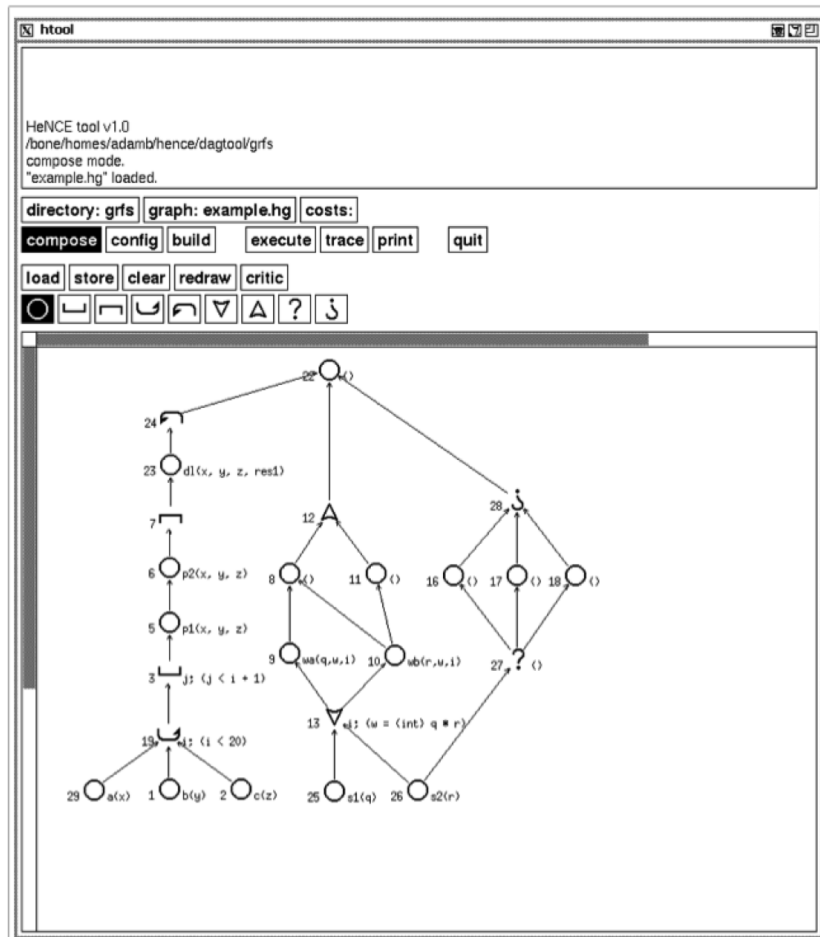 htool
HeNCE tool v1.0
/bone/homes/adamb/hence/dagtool/grfs
compose mode.
"example.hg" loaded.
directory: grfs graph: example.hg costs:
compose config build execute trace print quit
load store clear redraw critic
22 ()
24
23 dl(x, y, z, res1)
28
12
7
6 p2(x, y, z)
8 ()
11 ()
16 ()
17 ()
18 ()
5 p1(x, y, z)
9 wa(q,w,i)
10 wb(r,w,i)
27 ? ()
3 j: (j < i + 1)
13 i: (w = (int) q * r)
19 i: (i < 20)
29 a(x)
1 b(y)
2 c(z)
25 s1(q)
26 s2(r)